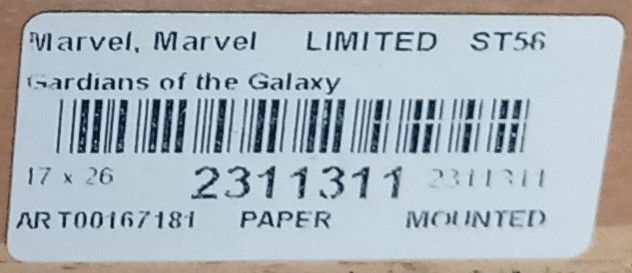 Marvel, Marvel LIMITED ST56
Gardians of the Galaxy
17 x 26 2311311 2311311
ART00167181 PAPER MOUNTED